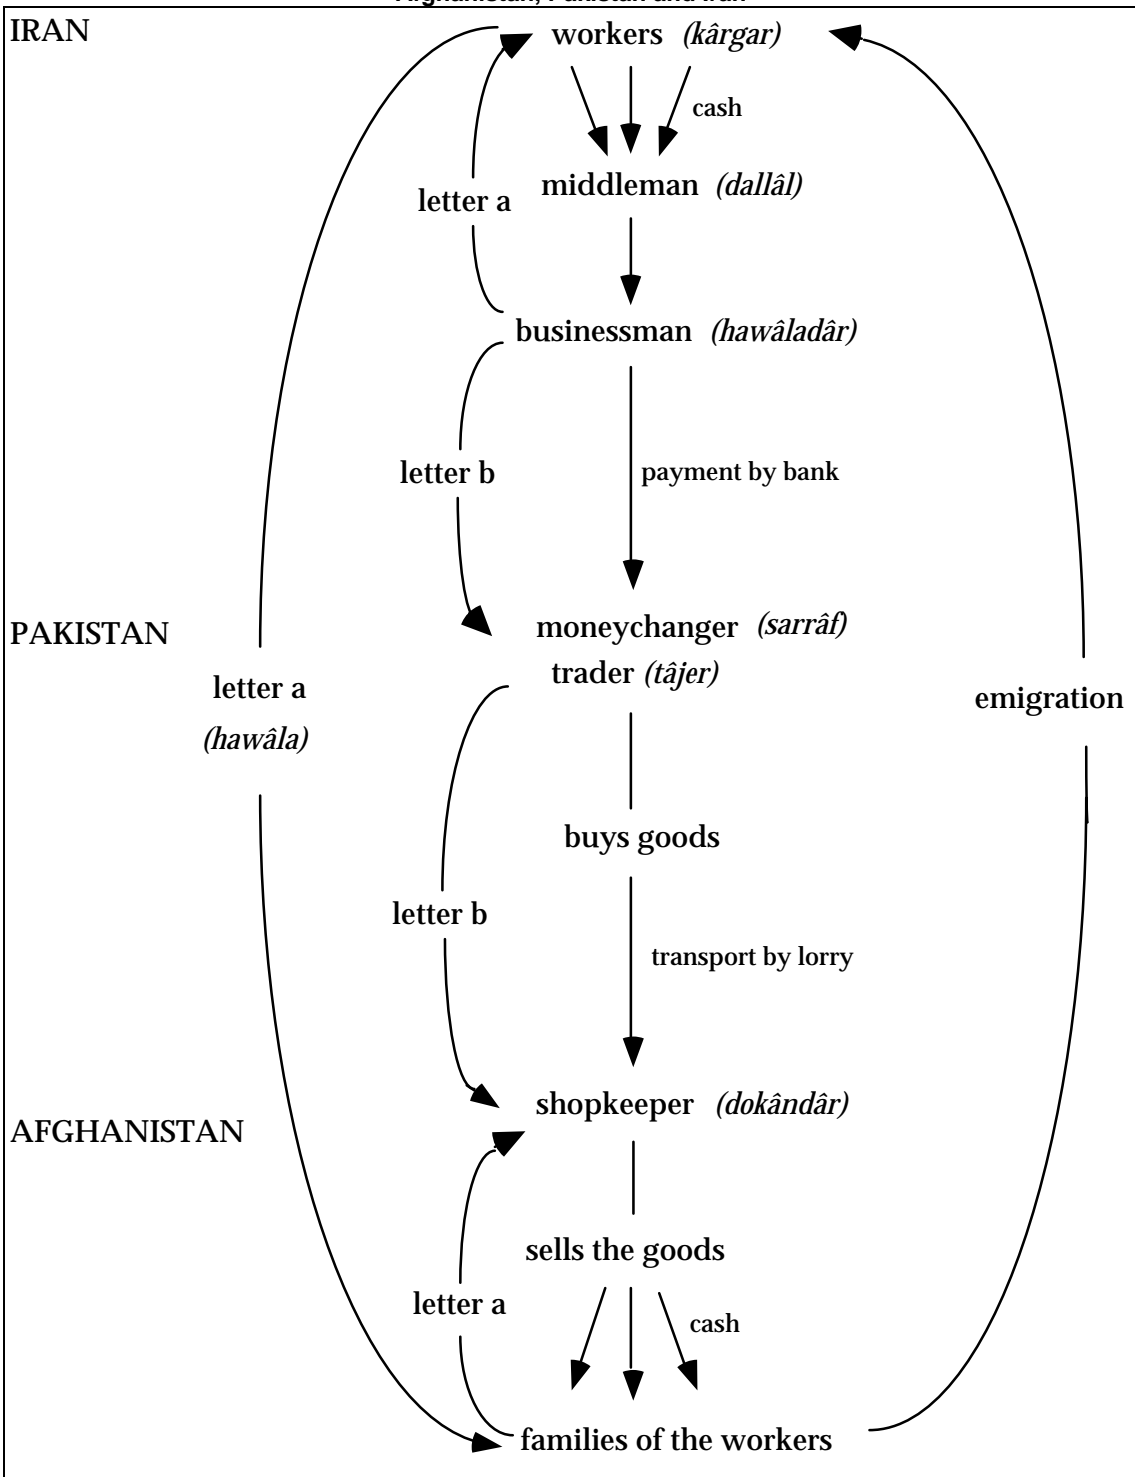 IRAN
workers (kârgar)
cash
middleman (dallâl)
letter a
businessman (hawâladâr)
letter b
payment by bank
PAKISTAN
moneychanger (sarrâf)
trader (tâjer)
letter a
(hawâla)
emigration
buys goods
letter b
transport by lorry
shopkeeper (dokândâr)
AFGHANISTAN
sells the goods
letter a
cash
families of the workers